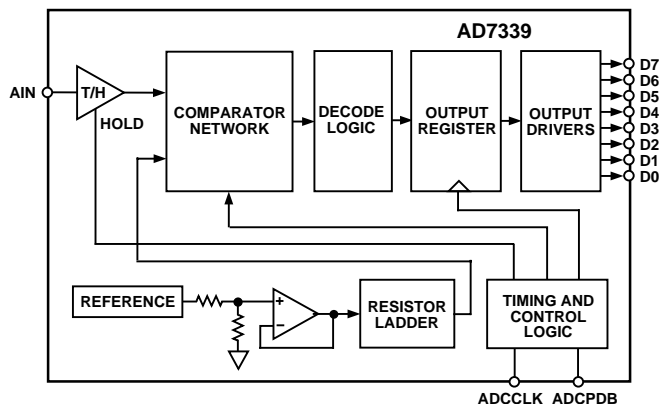 AD7339
AIN
T/H
HOLD
COMPARATOR
NETWORK
DECODE
LOGIC
OUTPUT
REGISTER
OUTPUT
DRIVERS
D7
D6
D5
D4
D3
D2
D1
D0
REFERENCE
+
−
RESISTOR
LADDER
TIMING AND
CONTROL
LOGIC
ADCCLK
ADCPDB